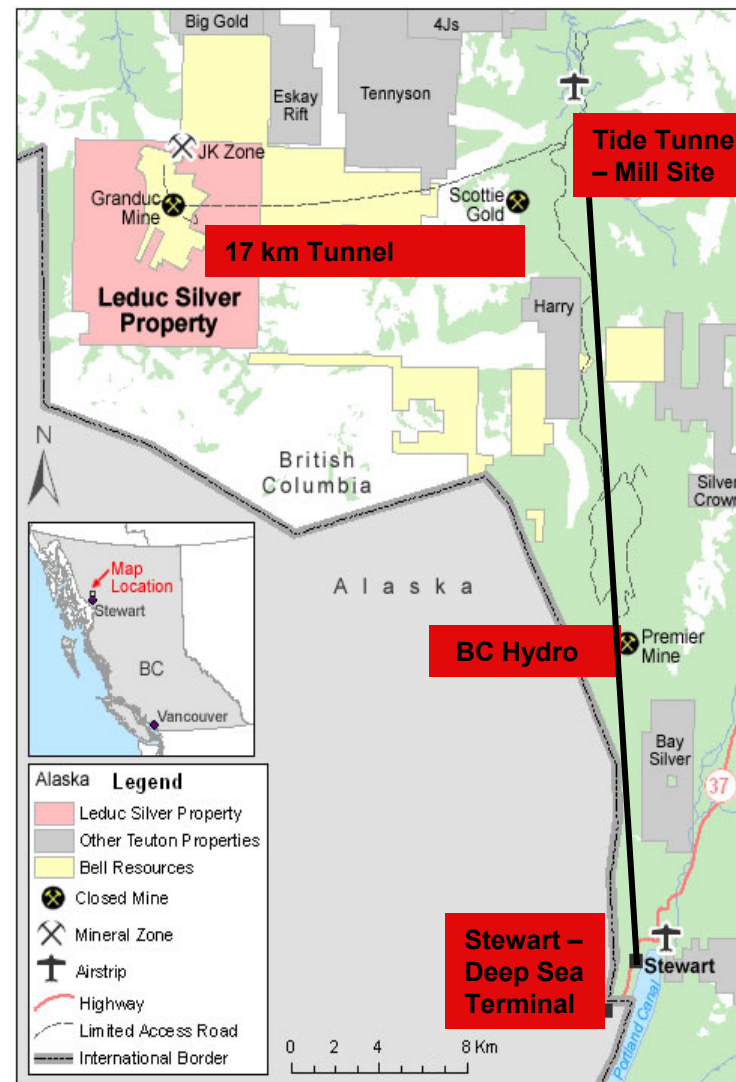 Big Gold
4Js
Eskay
Rift
Tennyson
JK Zone
Tide Tunne
– Mill Site
Granduc
Mine
Scottie
Gold
17 km Tunnel
Leduc Silver
Property
Harry
N
British
Columbia
Silver
Crown
Map
Location
Stewart
Alaska
BC
BC Hydro
Premier
Mine
Vancouver
Bay
Silver
37
Alaska Legend
Leduc Silver Property
Other Teuton Properties
Bell Resources
Closed Mine
Mineral Zone
Airstrip
Highway
Limited Access Road
International Border
Stewart –
Deep Sea
Terminal
Stewart
Portland Canal
0 2 4 8 Km